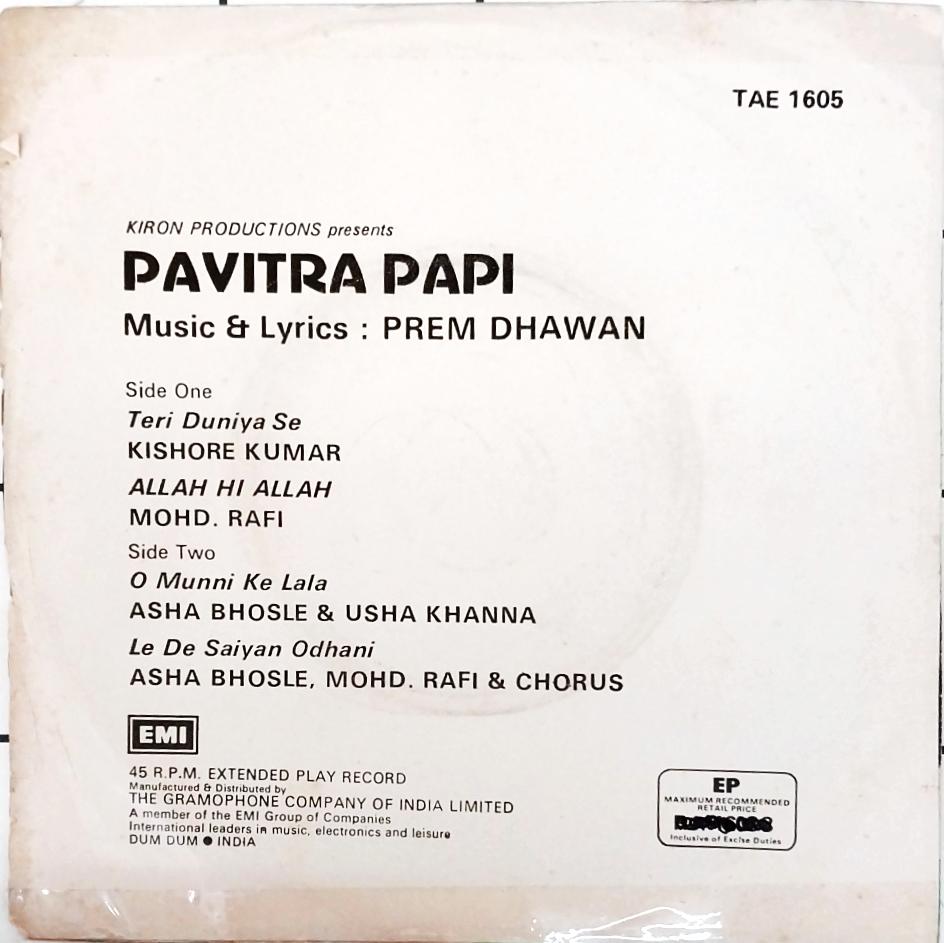 TAE 1605
KIRON PRODUCTIONS presents
PAVITRA PAPI
Music & Lyrics : PREM DHAWAN
Side One
Teri Duniya Se
KISHORE KUMAR
ALLAH HI ALLAH
MOHD. RAFI
Side Two
O Munni Ke Lala
ASHA BHOSLE & USHA KHANNA
Le De Saiyan Odhani
ASHA BHOSLE, MOHD. RAFI & CHORUS
EMI
45 R.P.M. EXTENDED PLAY RECORD
Manufactured & Distributed by
THE GRAMOPHONE COMPANY OF INDIA LIMITED
A member of the EMI Group of Companies
International leaders in music, electronics and leisure
DUM DUM ● INDIA
EP
MAXIMUM RECOMMENDED
RETAIL PRICE
Inclusive of Excise Duties